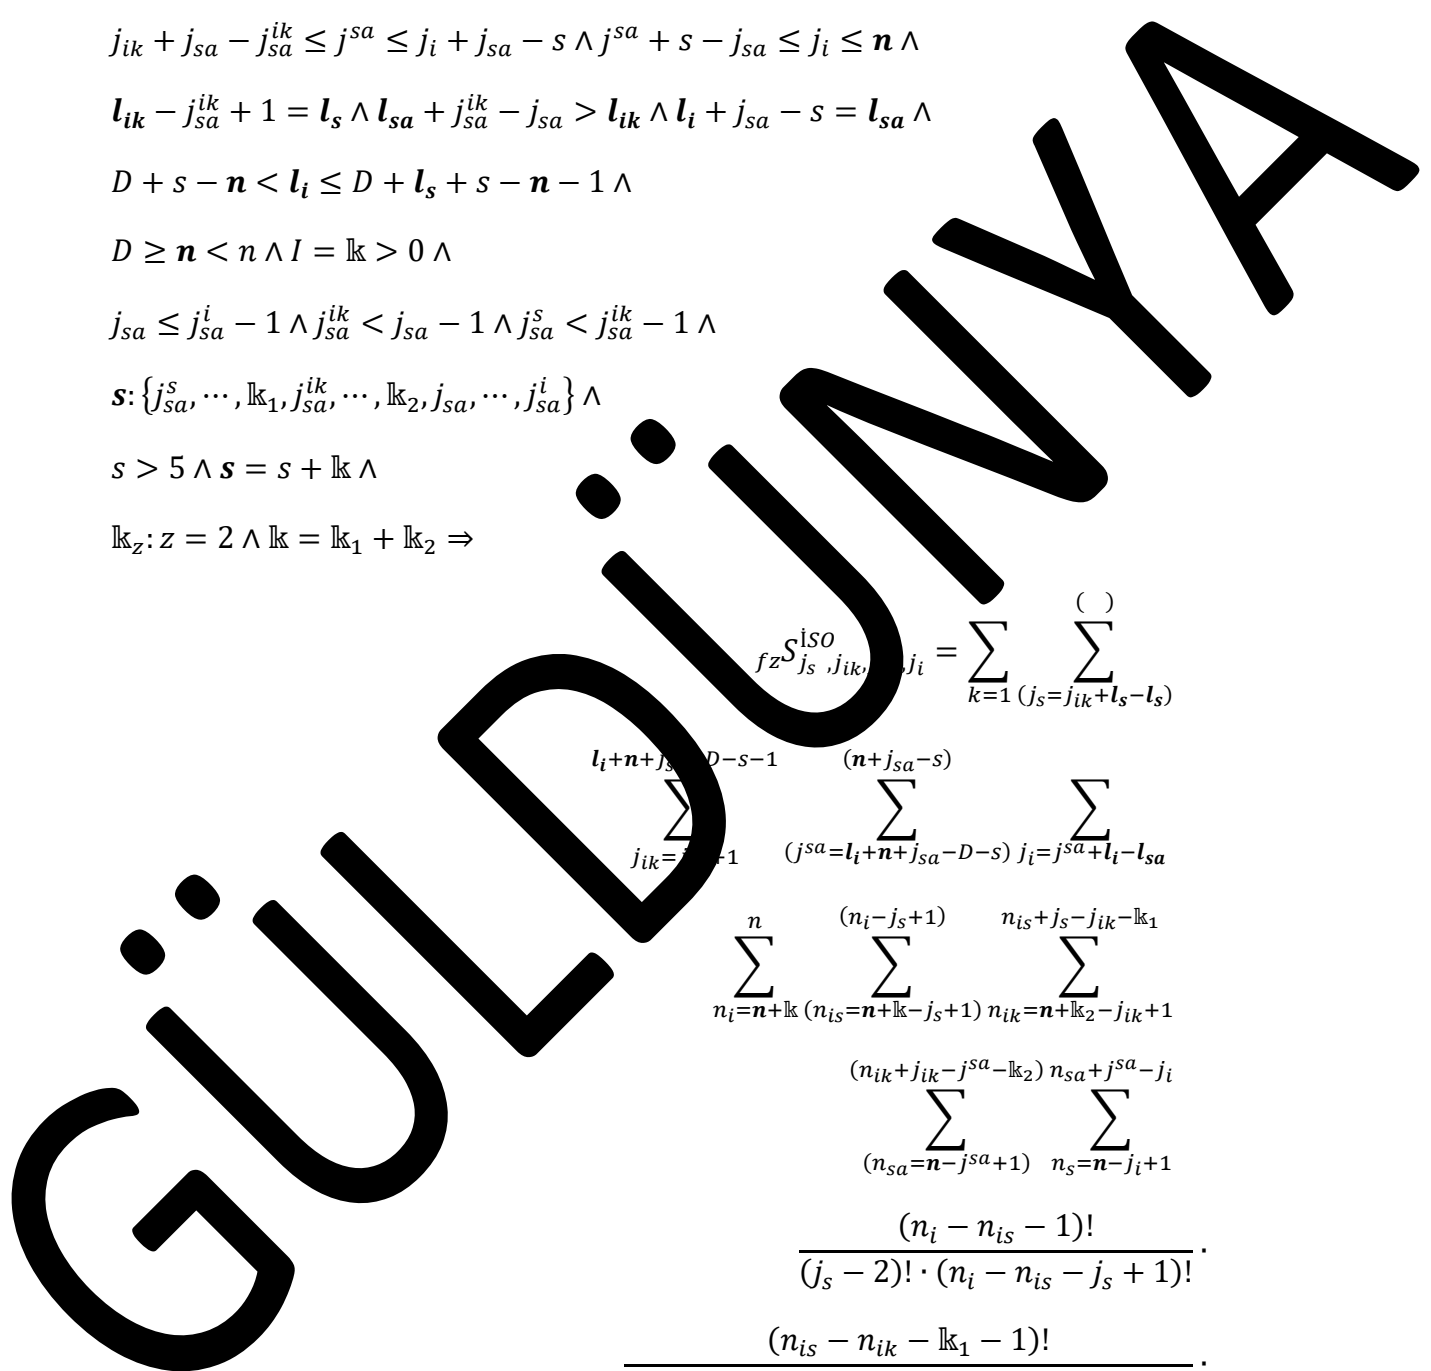 j_{ik} + j_{sa} − j_{sa}^{ik} ≤ j^{sa} ≤ j_i + j_{sa} − s ∧ j^{sa} + s − j_{sa} ≤ j_i ≤ n ∧
l_{ik} − j_{sa}^{ik} + 1 = l_s ∧ l_{sa} + j_{sa}^{ik} − j_{sa} > l_{ik} ∧ l_i + j_{sa} − s = l_{sa} ∧
D + s − n < l_i ≤ D + l_s + s − n − 1 ∧
D ≥ n < n ∧ I = 𝕜 > 0 ∧
j_{sa} ≤ j_{sa}^i − 1 ∧ j_{sa}^{ik} < j_{sa} − 1 ∧ j_{sa}^s < j_{sa}^{ik} − 1 ∧
s: {j_{sa}^s, ⋯, 𝕜_1, j_{sa}^{ik}, ⋯, 𝕜_2, j_{sa}, ⋯, j_{sa}^i} ∧
s > 5 ∧ s = s + 𝕜 ∧
𝕜_z: z = 2 ∧ 𝕜 = 𝕜_1 + 𝕜_2 ⇒
( )
_{fz}S^{İSO}_{j_s, j_{ik}, j_i} = ∑ ∑
k=1 (j_s=j_{ik}+l_s−l_s)
l_i+n+j D−s−1 (n+j_{sa}−s)
∑ ∑ ∑
j_{ik}= +1 (j^{sa}=l_i+n+j_{sa}−D−s) j_i=j^{sa}+l_i−l_{sa}
n (n_i−j_s+1) n_{is}+j_s−j_{ik}−𝕜_1
∑ ∑ ∑
n_i=n+𝕜 (n_{is}=n+𝕜−j_s+1) n_{ik}=n+𝕜_2−j_{ik}+1
(n_{ik}+j_{ik}−j^{sa}−𝕜_2) n_{sa}+j^{sa}−j_i
∑ ∑
(n_{sa}=n−j^{sa}+1) n_s=n−j_i+1
(n_i − n_{is} − 1)!
(j_s − 2)! · (n_i − n_{is} − j_s + 1)! ·
(n_{is} − n_{ik} − 𝕜_1 − 1)! ·
GÜLDÜNYA